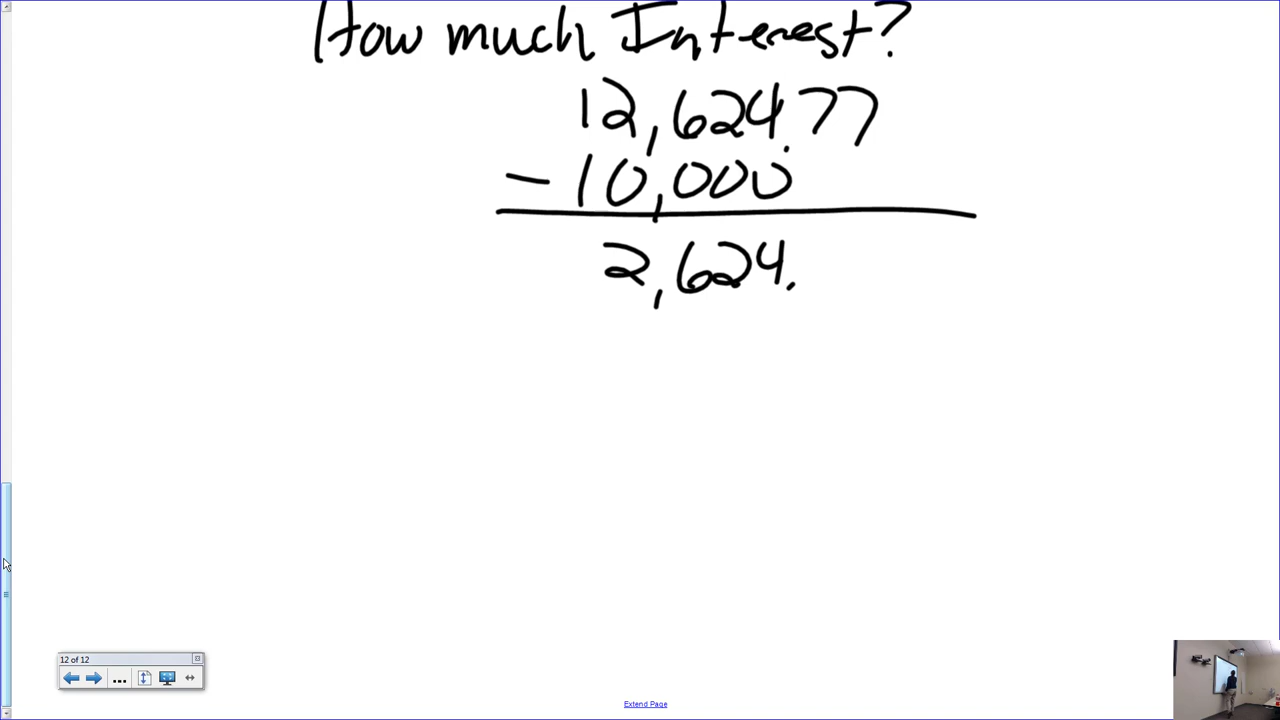 How much Interest?
12,624.77
- 10,000
2,624.
12 of 12
...
Extend Page